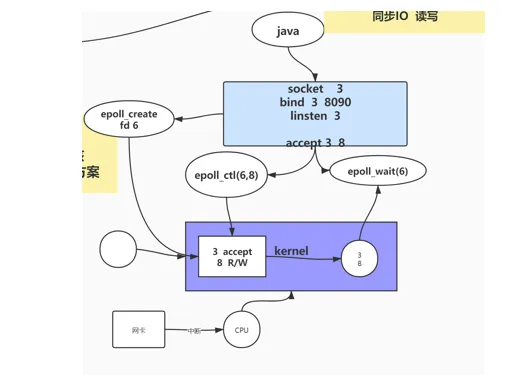 同步IO 读写
java
socket 3
bind 3 8090
linsten 3
accept 3 8
epoll_create
fd 6
方案
epoll_ctl(6,8)
epoll_wait(6)
3 accept
8 R/W
kernel
3
8
网卡
中断
CPU